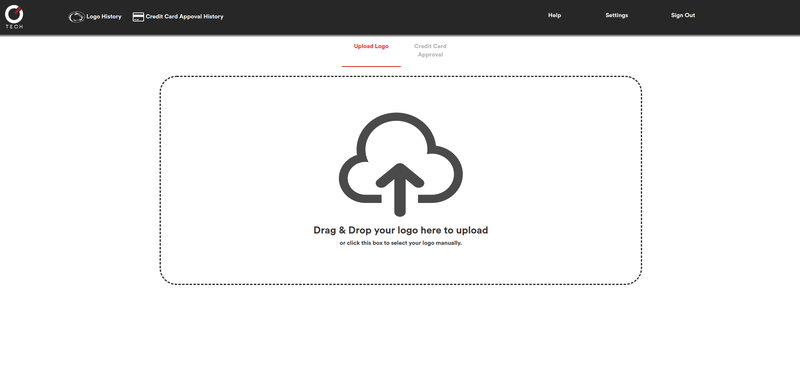 TECH
Logo History
Credit Card Appoval History
Help
Settings
Sign Out
Upload Logo
Credit Card
Approval
Drag & Drop your logo here to upload
or click this box to select your logo manually.